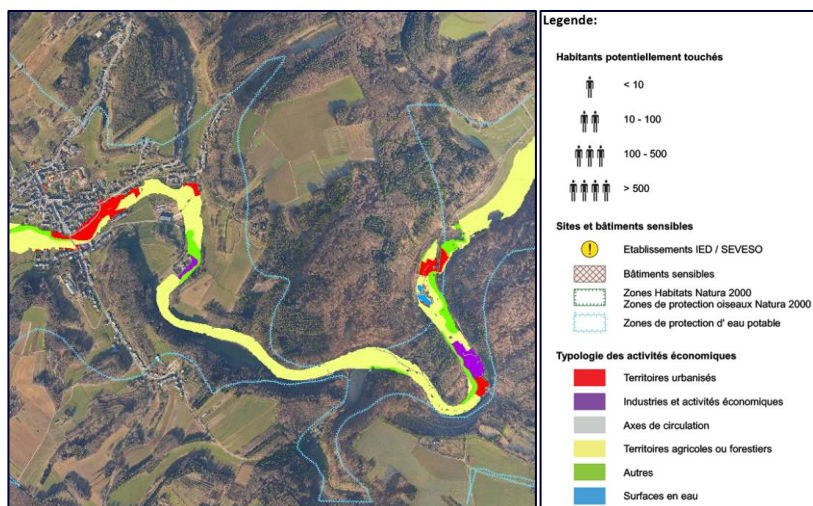 Legende:
Habitants potentiellement touchés
< 10
10 - 100
100 - 500
> 500
Sites et bâtiments sensibles
Etablissements IED / SEVESO
Bâtiments sensibles
Zones Habitats Natura 2000
Zones de protection oiseaux Natura 2000
Zones de protection d' eau potable
Typologie des activités économiques
Territoires urbanisés
Industries et activités économiques
Axes de circulation
Territoires agricoles ou forestiers
Autres
Surfaces en eau